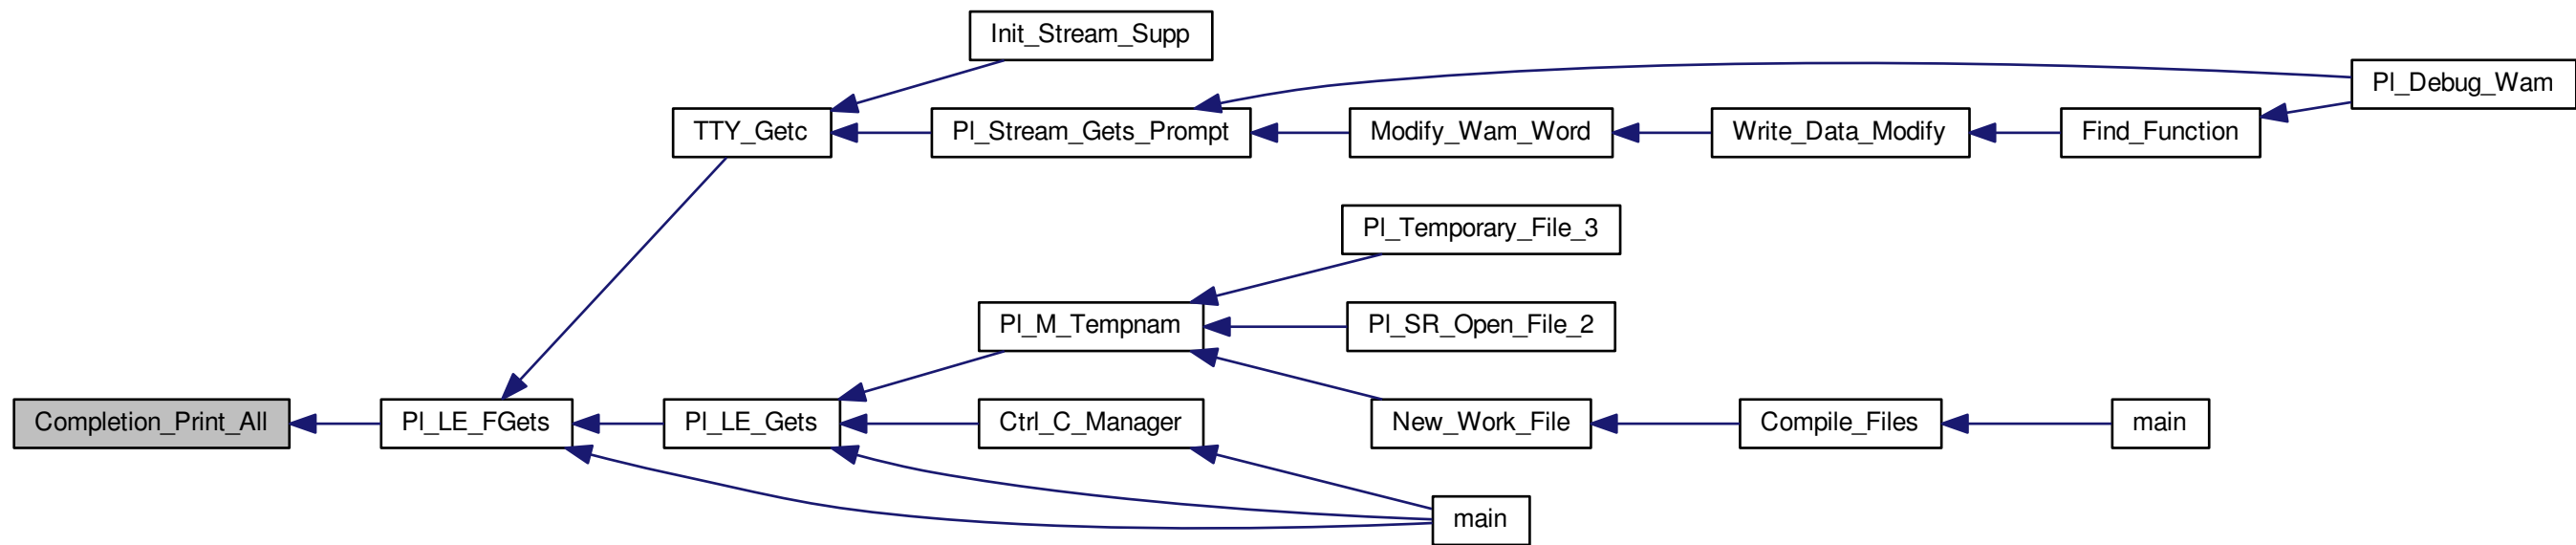 Init_Stream_Supp
Pl_Debug_Wam
TTY_Getc
Pl_Stream_Gets_Prompt
Modify_Wam_Word
Write_Data_Modify
Find_Function
Pl_Temporary_File_3
Pl_M_Tempnam
Pl_SR_Open_File_2
Completion_Print_All
Pl_LE_FGets
Pl_LE_Gets
Ctrl_C_Manager
New_Work_File
Compile_Files
main
main